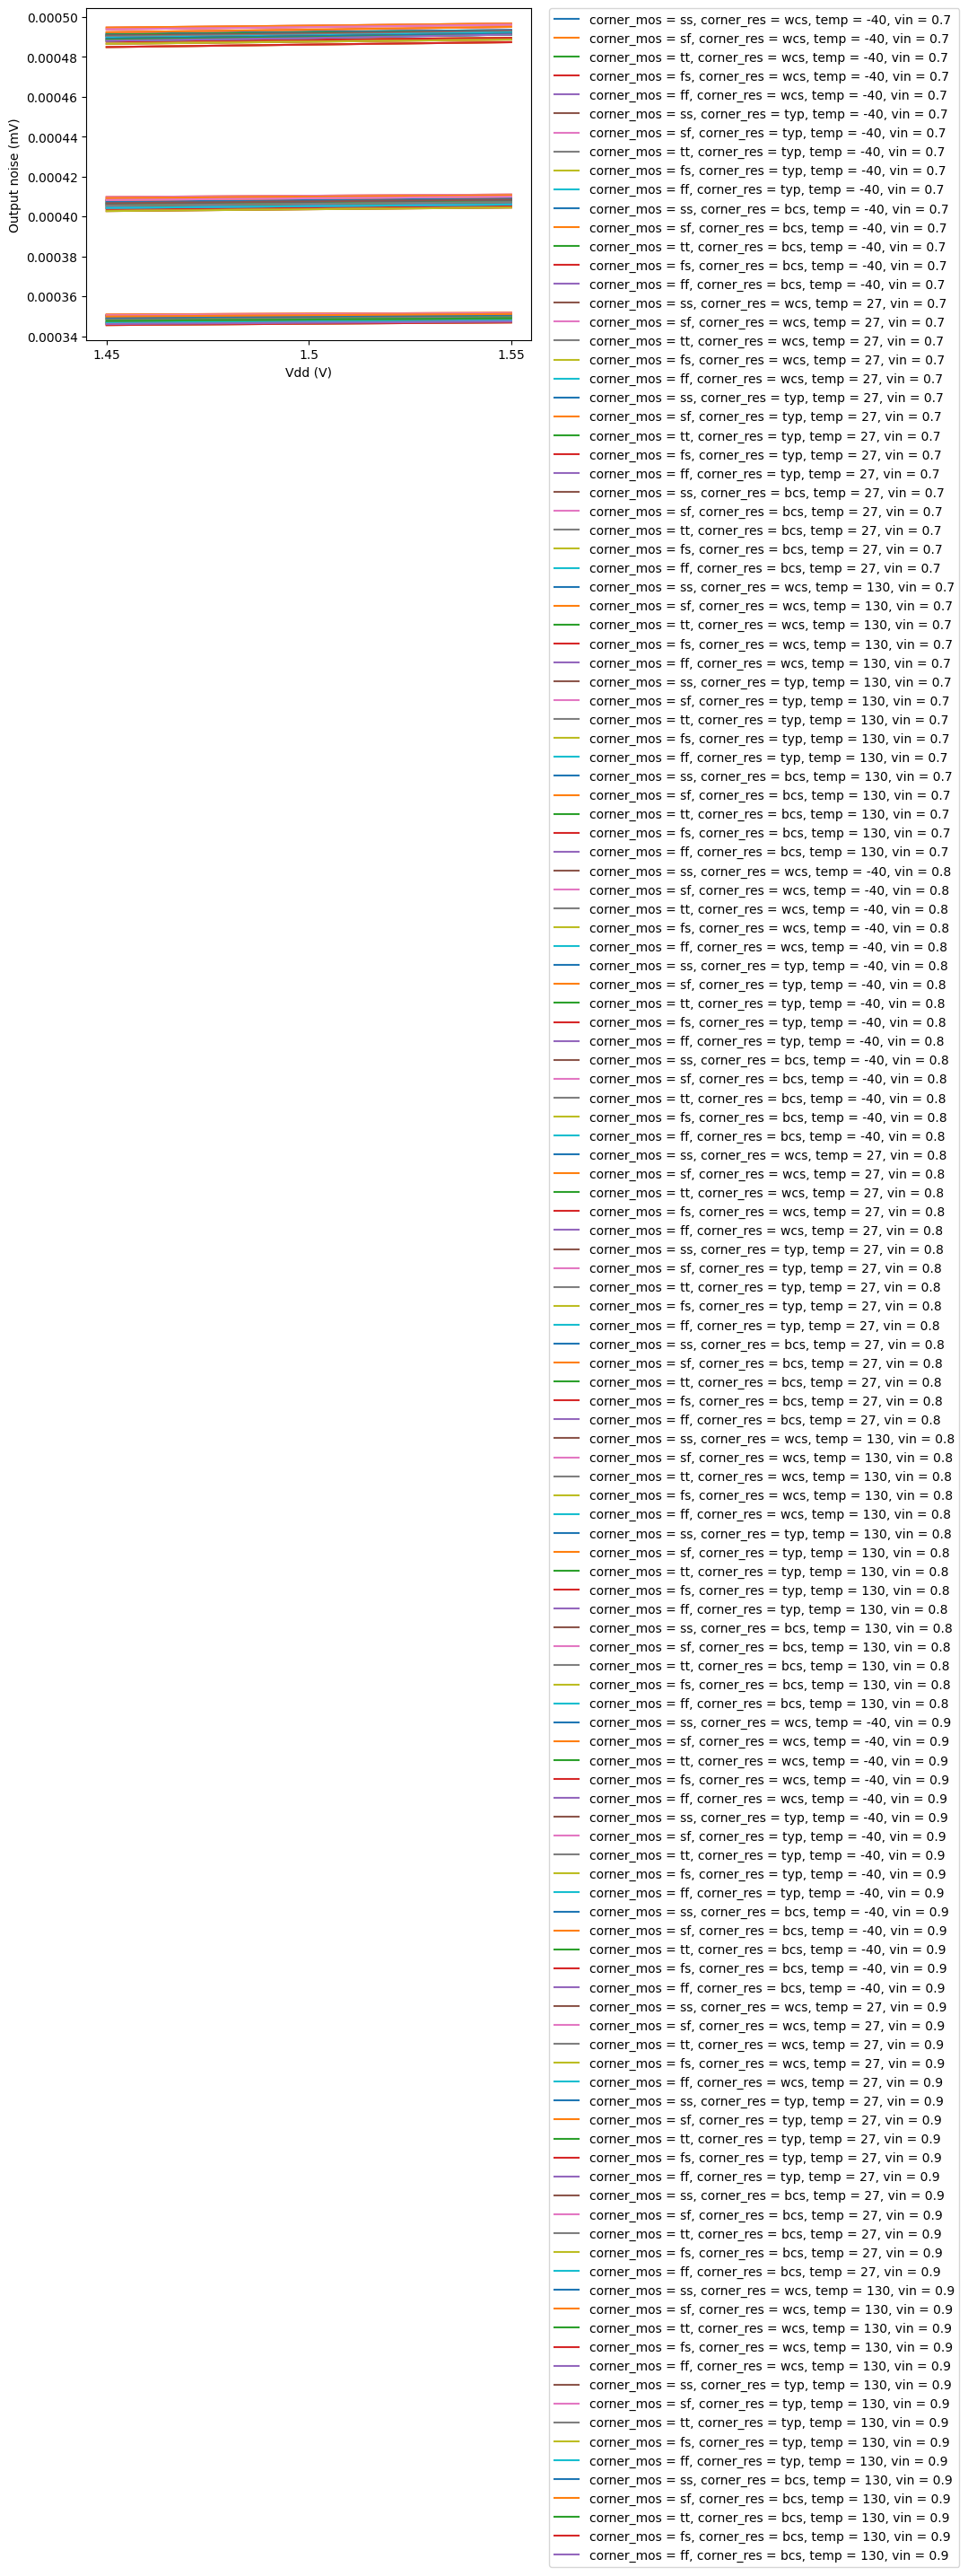 0.00050
0.00048
0.00046
0.00044
0.00042
0.00040
0.00038
0.00036
0.00034
Output noise (mV)
1.45
1.5
1.55
Vdd (V)
corner_mos = ss, corner_res = wcs, temp = -40, vin = 0.7
corner_mos = sf, corner_res = wcs, temp = -40, vin = 0.7
corner_mos = tt, corner_res = wcs, temp = -40, vin = 0.7
corner_mos = fs, corner_res = wcs, temp = -40, vin = 0.7
corner_mos = ff, corner_res = wcs, temp = -40, vin = 0.7
corner_mos = ss, corner_res = typ, temp = -40, vin = 0.7
corner_mos = sf, corner_res = typ, temp = -40, vin = 0.7
corner_mos = tt, corner_res = typ, temp = -40, vin = 0.7
corner_mos = fs, corner_res = typ, temp = -40, vin = 0.7
corner_mos = ff, corner_res = typ, temp = -40, vin = 0.7
corner_mos = ss, corner_res = bcs, temp = -40, vin = 0.7
corner_mos = sf, corner_res = bcs, temp = -40, vin = 0.7
corner_mos = tt, corner_res = bcs, temp = -40, vin = 0.7
corner_mos = fs, corner_res = bcs, temp = -40, vin = 0.7
corner_mos = ff, corner_res = bcs, temp = -40, vin = 0.7
corner_mos = ss, corner_res = wcs, temp = 27, vin = 0.7
corner_mos = sf, corner_res = wcs, temp = 27, vin = 0.7
corner_mos = tt, corner_res = wcs, temp = 27, vin = 0.7
corner_mos = fs, corner_res = wcs, temp = 27, vin = 0.7
corner_mos = ff, corner_res = wcs, temp = 27, vin = 0.7
corner_mos = ss, corner_res = typ, temp = 27, vin = 0.7
corner_mos = sf, corner_res = typ, temp = 27, vin = 0.7
corner_mos = tt, corner_res = typ, temp = 27, vin = 0.7
corner_mos = fs, corner_res = typ, temp = 27, vin = 0.7
corner_mos = ff, corner_res = typ, temp = 27, vin = 0.7
corner_mos = ss, corner_res = bcs, temp = 27, vin = 0.7
corner_mos = sf, corner_res = bcs, temp = 27, vin = 0.7
corner_mos = tt, corner_res = bcs, temp = 27, vin = 0.7
corner_mos = fs, corner_res = bcs, temp = 27, vin = 0.7
corner_mos = ff, corner_res = bcs, temp = 27, vin = 0.7
corner_mos = ss, corner_res = wcs, temp = 130, vin = 0.7
corner_mos = sf, corner_res = wcs, temp = 130, vin = 0.7
corner_mos = tt, corner_res = wcs, temp = 130, vin = 0.7
corner_mos = fs, corner_res = wcs, temp = 130, vin = 0.7
corner_mos = ff, corner_res = wcs, temp = 130, vin = 0.7
corner_mos = ss, corner_res = typ, temp = 130, vin = 0.7
corner_mos = sf, corner_res = typ, temp = 130, vin = 0.7
corner_mos = tt, corner_res = typ, temp = 130, vin = 0.7
corner_mos = fs, corner_res = typ, temp = 130, vin = 0.7
corner_mos = ff, corner_res = typ, temp = 130, vin = 0.7
corner_mos = ss, corner_res = bcs, temp = 130, vin = 0.7
corner_mos = sf, corner_res = bcs, temp = 130, vin = 0.7
corner_mos = tt, corner_res = bcs, temp = 130, vin = 0.7
corner_mos = fs, corner_res = bcs, temp = 130, vin = 0.7
corner_mos = ff, corner_res = bcs, temp = 130, vin = 0.7
corner_mos = ss, corner_res = wcs, temp = -40, vin = 0.8
corner_mos = sf, corner_res = wcs, temp = -40, vin = 0.8
corner_mos = tt, corner_res = wcs, temp = -40, vin = 0.8
corner_mos = fs, corner_res = wcs, temp = -40, vin = 0.8
corner_mos = ff, corner_res = wcs, temp = -40, vin = 0.8
corner_mos = ss, corner_res = typ, temp = -40, vin = 0.8
corner_mos = sf, corner_res = typ, temp = -40, vin = 0.8
corner_mos = tt, corner_res = typ, temp = -40, vin = 0.8
corner_mos = fs, corner_res = typ, temp = -40, vin = 0.8
corner_mos = ff, corner_res = typ, temp = -40, vin = 0.8
corner_mos = ss, corner_res = bcs, temp = -40, vin = 0.8
corner_mos = sf, corner_res = bcs, temp = -40, vin = 0.8
corner_mos = tt, corner_res = bcs, temp = -40, vin = 0.8
corner_mos = fs, corner_res = bcs, temp = -40, vin = 0.8
corner_mos = ff, corner_res = bcs, temp = -40, vin = 0.8
corner_mos = ss, corner_res = wcs, temp = 27, vin = 0.8
corner_mos = sf, corner_res = wcs, temp = 27, vin = 0.8
corner_mos = tt, corner_res = wcs, temp = 27, vin = 0.8
corner_mos = fs, corner_res = wcs, temp = 27, vin = 0.8
corner_mos = ff, corner_res = wcs, temp = 27, vin = 0.8
corner_mos = ss, corner_res = typ, temp = 27, vin = 0.8
corner_mos = sf, corner_res = typ, temp = 27, vin = 0.8
corner_mos = tt, corner_res = typ, temp = 27, vin = 0.8
corner_mos = fs, corner_res = typ, temp = 27, vin = 0.8
corner_mos = ff, corner_res = typ, temp = 27, vin = 0.8
corner_mos = ss, corner_res = bcs, temp = 27, vin = 0.8
corner_mos = sf, corner_res = bcs, temp = 27, vin = 0.8
corner_mos = tt, corner_res = bcs, temp = 27, vin = 0.8
corner_mos = fs, corner_res = bcs, temp = 27, vin = 0.8
corner_mos = ff, corner_res = bcs, temp = 27, vin = 0.8
corner_mos = ss, corner_res = wcs, temp = 130, vin = 0.8
corner_mos = sf, corner_res = wcs, temp = 130, vin = 0.8
corner_mos = tt, corner_res = wcs, temp = 130, vin = 0.8
corner_mos = fs, corner_res = wcs, temp = 130, vin = 0.8
corner_mos = ff, corner_res = wcs, temp = 130, vin = 0.8
corner_mos = ss, corner_res = typ, temp = 130, vin = 0.8
corner_mos = sf, corner_res = typ, temp = 130, vin = 0.8
corner_mos = tt, corner_res = typ, temp = 130, vin = 0.8
corner_mos = fs, corner_res = typ, temp = 130, vin = 0.8
corner_mos = ff, corner_res = typ, temp = 130, vin = 0.8
corner_mos = ss, corner_res = bcs, temp = 130, vin = 0.8
corner_mos = sf, corner_res = bcs, temp = 130, vin = 0.8
corner_mos = tt, corner_res = bcs, temp = 130, vin = 0.8
corner_mos = fs, corner_res = bcs, temp = 130, vin = 0.8
corner_mos = ff, corner_res = bcs, temp = 130, vin = 0.8
corner_mos = ss, corner_res = wcs, temp = -40, vin = 0.9
corner_mos = sf, corner_res = wcs, temp = -40, vin = 0.9
corner_mos = tt, corner_res = wcs, temp = -40, vin = 0.9
corner_mos = fs, corner_res = wcs, temp = -40, vin = 0.9
corner_mos = ff, corner_res = wcs, temp = -40, vin = 0.9
corner_mos = ss, corner_res = typ, temp = -40, vin = 0.9
corner_mos = sf, corner_res = typ, temp = -40, vin = 0.9
corner_mos = tt, corner_res = typ, temp = -40, vin = 0.9
corner_mos = fs, corner_res = typ, temp = -40, vin = 0.9
corner_mos = ff, corner_res = typ, temp = -40, vin = 0.9
corner_mos = ss, corner_res = bcs, temp = -40, vin = 0.9
corner_mos = sf, corner_res = bcs, temp = -40, vin = 0.9
corner_mos = tt, corner_res = bcs, temp = -40, vin = 0.9
corner_mos = fs, corner_res = bcs, temp = -40, vin = 0.9
corner_mos = ff, corner_res = bcs, temp = -40, vin = 0.9
corner_mos = ss, corner_res = wcs, temp = 27, vin = 0.9
corner_mos = sf, corner_res = wcs, temp = 27, vin = 0.9
corner_mos = tt, corner_res = wcs, temp = 27, vin = 0.9
corner_mos = fs, corner_res = wcs, temp = 27, vin = 0.9
corner_mos = ff, corner_res = wcs, temp = 27, vin = 0.9
corner_mos = ss, corner_res = typ, temp = 27, vin = 0.9
corner_mos = sf, corner_res = typ, temp = 27, vin = 0.9
corner_mos = tt, corner_res = typ, temp = 27, vin = 0.9
corner_mos = fs, corner_res = typ, temp = 27, vin = 0.9
corner_mos = ff, corner_res = typ, temp = 27, vin = 0.9
corner_mos = ss, corner_res = bcs, temp = 27, vin = 0.9
corner_mos = sf, corner_res = bcs, temp = 27, vin = 0.9
corner_mos = tt, corner_res = bcs, temp = 27, vin = 0.9
corner_mos = fs, corner_res = bcs, temp = 27, vin = 0.9
corner_mos = ff, corner_res = bcs, temp = 27, vin = 0.9
corner_mos = ss, corner_res = wcs, temp = 130, vin = 0.9
corner_mos = sf, corner_res = wcs, temp = 130, vin = 0.9
corner_mos = tt, corner_res = wcs, temp = 130, vin = 0.9
corner_mos = fs, corner_res = wcs, temp = 130, vin = 0.9
corner_mos = ff, corner_res = wcs, temp = 130, vin = 0.9
corner_mos = ss, corner_res = typ, temp = 130, vin = 0.9
corner_mos = sf, corner_res = typ, temp = 130, vin = 0.9
corner_mos = tt, corner_res = typ, temp = 130, vin = 0.9
corner_mos = fs, corner_res = typ, temp = 130, vin = 0.9
corner_mos = ff, corner_res = typ, temp = 130, vin = 0.9
corner_mos = ss, corner_res = bcs, temp = 130, vin = 0.9
corner_mos = sf, corner_res = bcs, temp = 130, vin = 0.9
corner_mos = tt, corner_res = bcs, temp = 130, vin = 0.9
corner_mos = fs, corner_res = bcs, temp = 130, vin = 0.9
corner_mos = ff, corner_res = bcs, temp = 130, vin = 0.9